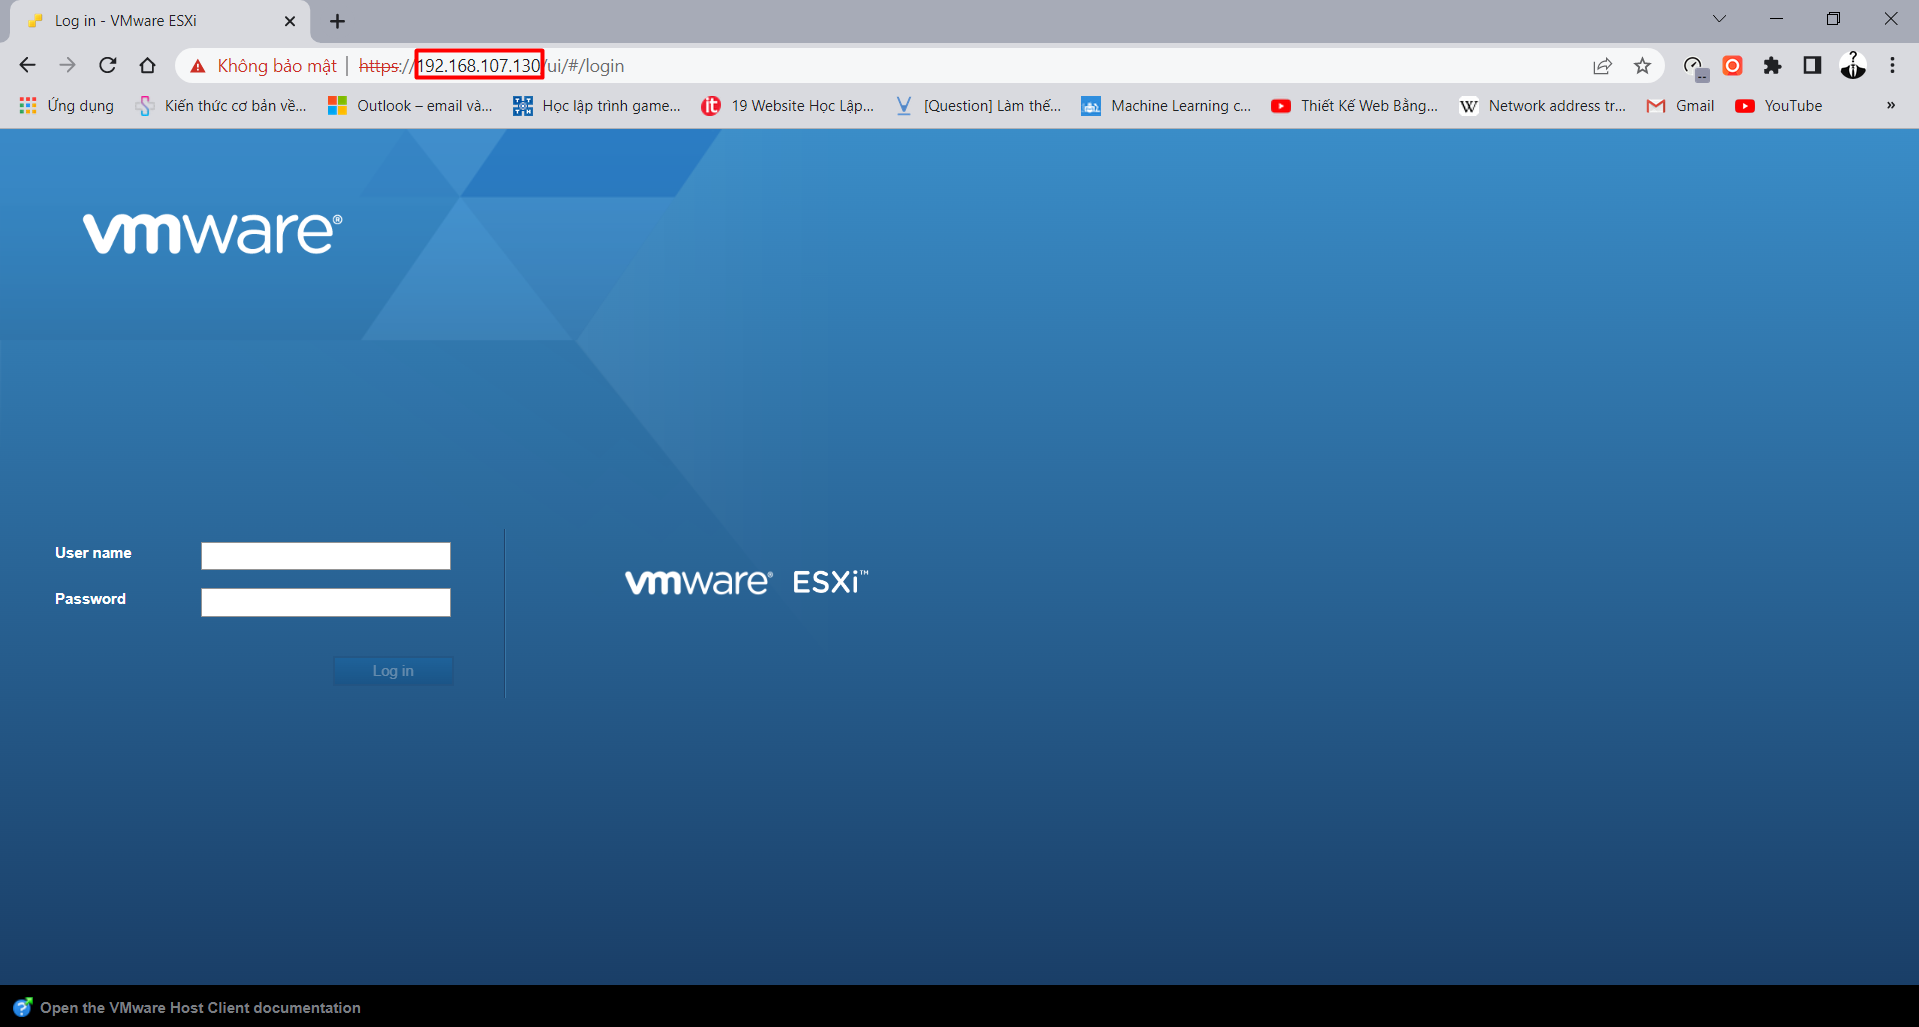 Log in - VMware ESXi
Không bảo mật | https://192.168.107.130/ui/#/login
Ứng dụng Kiến thức cơ bản về... Outlook – email và... Học lập trình game... 19 Website Học Lập... [Question] Làm thế... Machine Learning c... Thiết Kế Web Bằng... Network address tr... Gmail YouTube »
vmware®
User name
Password
Log in
vmware® ESXi™
Open the VMware Host Client documentation